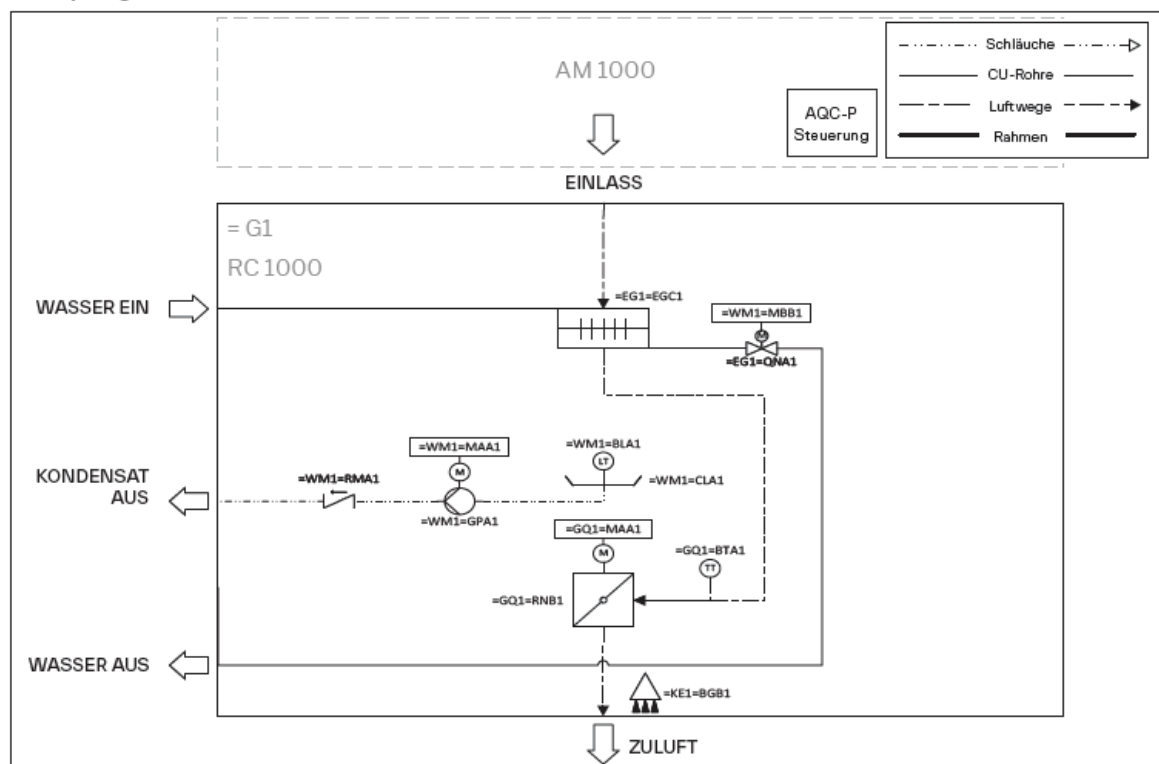 AM 1000
AQC-P
Steuerung
Schläuche
CU-Rohre
Luftwege
Rahmen
EINLASS
= G1
RC 1000
WASSER EIN
=EG1=EGC1
=WM1=MBB1
M
=EG1=QNA1
KONDENSAT
AUS
=WM1=RMA1
=WM1=MAA1
M
=WM1=GPA1
=WM1=BLA1
LT
=WM1=CLA1
=GQ1=MAA1
M
=GQ1=BTA1
TT
=GQ1=RNB1
WASSER AUS
=KE1=BGB1
ZULUFT